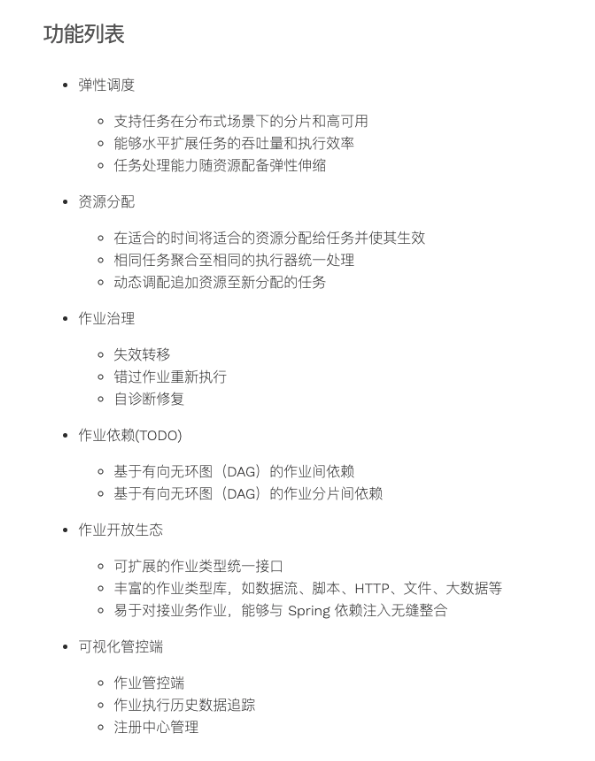 功能列表
弹性调度
支持任务在分布式场景下的分片和高可用
能够水平扩展任务的吞吐量和执行效率
任务处理能力随资源配备弹性伸缩
资源分配
在适合的时间将适合的资源分配给任务并使其生效
相同任务聚合至相同的执行器统一处理
动态调配追加资源至新分配的任务
作业治理
失效转移
错过作业重新执行
自诊断修复
作业依赖(TODO)
基于有向无环图（DAG）的作业间依赖
基于有向无环图（DAG）的作业分片间依赖
作业开放生态
可扩展的作业类型统一接口
丰富的作业类型库，如数据流、脚本、HTTP、文件、大数据等
易于对接业务作业，能够与 Spring 依赖注入无缝整合
可视化管控端
作业管控端
作业执行历史数据追踪
注册中心管理